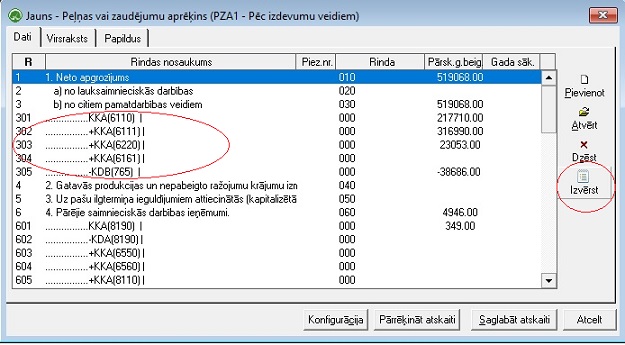 Jauns - Peļņas vai zaudējumu aprēķins (PZA1 - Pēc izdevumu veidiem)
Dati Virsraksts Papildus
R Rindas nosaukums Piez.nr. Rinda Pārsk.g.beig Gada sāk.
1 1. Neto apgrozījums 010 519068.00
2 a) no lauksaimnieciskās darbības 020
3 b) no citiem pamatdarbības veidiem 030 519068.00
301 ................KKA(6110) | 000 217710.00
302 ................+KKA(6111) | 000 316990.00
303 ................+KKA(6220) | 000 23053.00
304 ................+KKA(6161) | 000
305 ................-KDB(765) | 000 -38686.00
4 2. Gatavās produkcijas un nepabeigto ražojumu krājumu izm 040
5 3. Uz pašu ilgtermiņa ieguldījumiem attiecinātās (kapitalizētā 050
6 4. Pārējie saimnieciskās darbības ieņēmumi. 060 4946.00
601 ................KKA(8190) | 000 349.00
602 ................-KDA(8190) | 000
603 ................+KKA(6550) | 000
604 ................+KKA(6560) | 000
605 ................+KKA(8110) | 000
Pievienot
Atvērt
Dzēst
Izvērst
Konfigurācija Pārrēķināt atskaiti Saglabāt atskaiti Atcelt